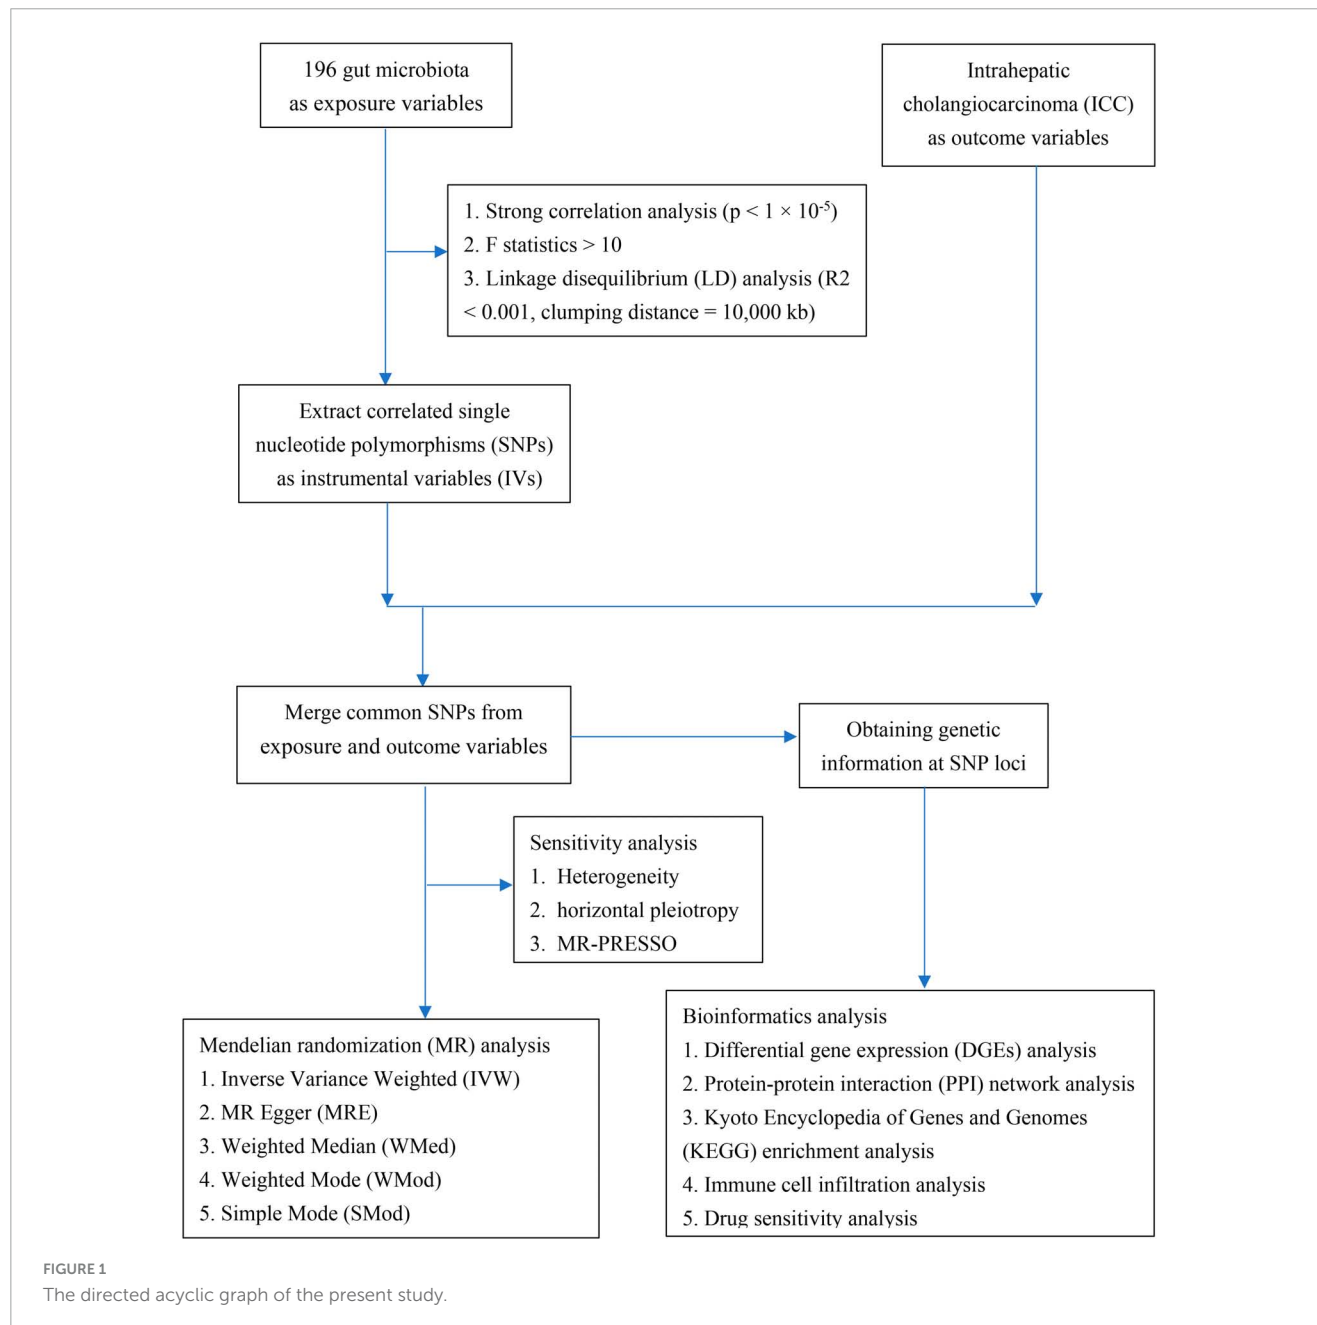 196 gut microbiota
as exposure variables
Intrahepatic
cholangiocarcinoma (ICC)
as outcome variables
1. Strong correlation analysis (p < 1 × 10⁻⁵)
2. F statistics > 10
3. Linkage disequilibrium (LD) analysis (R2
< 0.001, clumping distance = 10,000 kb)
Extract correlated single
nucleotide polymorphisms (SNPs)
as instrumental variables (IVs)
Merge common SNPs from
exposure and outcome variables
Obtaining genetic
information at SNP loci
Sensitivity analysis
1. Heterogeneity
2. horizontal pleiotropy
3. MR-PRESSO
Mendelian randomization (MR) analysis
1. Inverse Variance Weighted (IVW)
2. MR Egger (MRE)
3. Weighted Median (WMed)
4. Weighted Mode (WMod)
5. Simple Mode (SMod)
Bioinformatics analysis
1. Differential gene expression (DGEs) analysis
2. Protein-protein interaction (PPI) network analysis
3. Kyoto Encyclopedia of Genes and Genomes
(KEGG) enrichment analysis
4. Immune cell infiltration analysis
5. Drug sensitivity analysis
FIGURE 1
The directed acyclic graph of the present study.